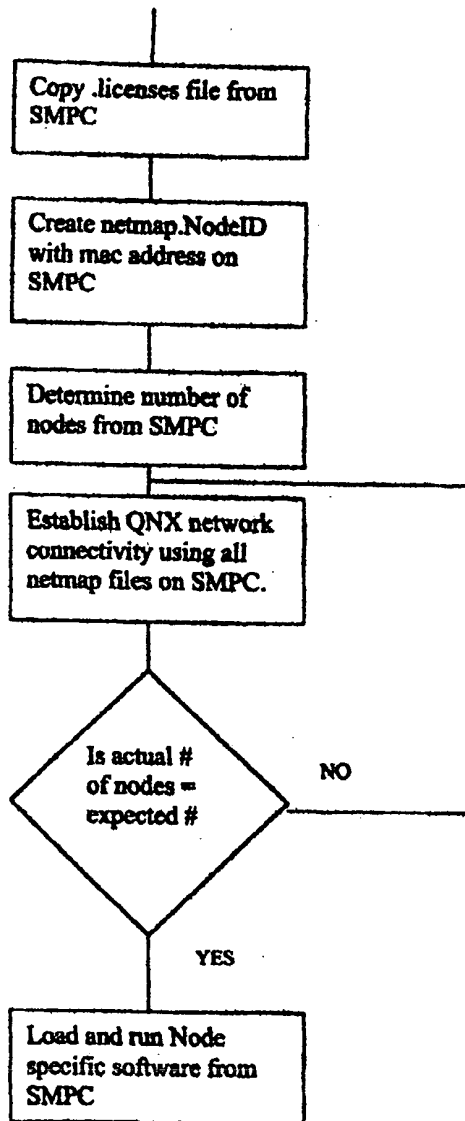 Copy .licenses file from
SMPC
Create netmap.NodeID
with mac address on
SMPC
Determine number of
nodes from SMPC
Establish QNX network
connectivity using all
netmap files on SMPC.
Is actual #
of nodes =
expected #
NO
YES
Load and run Node
specific software from
SMPC